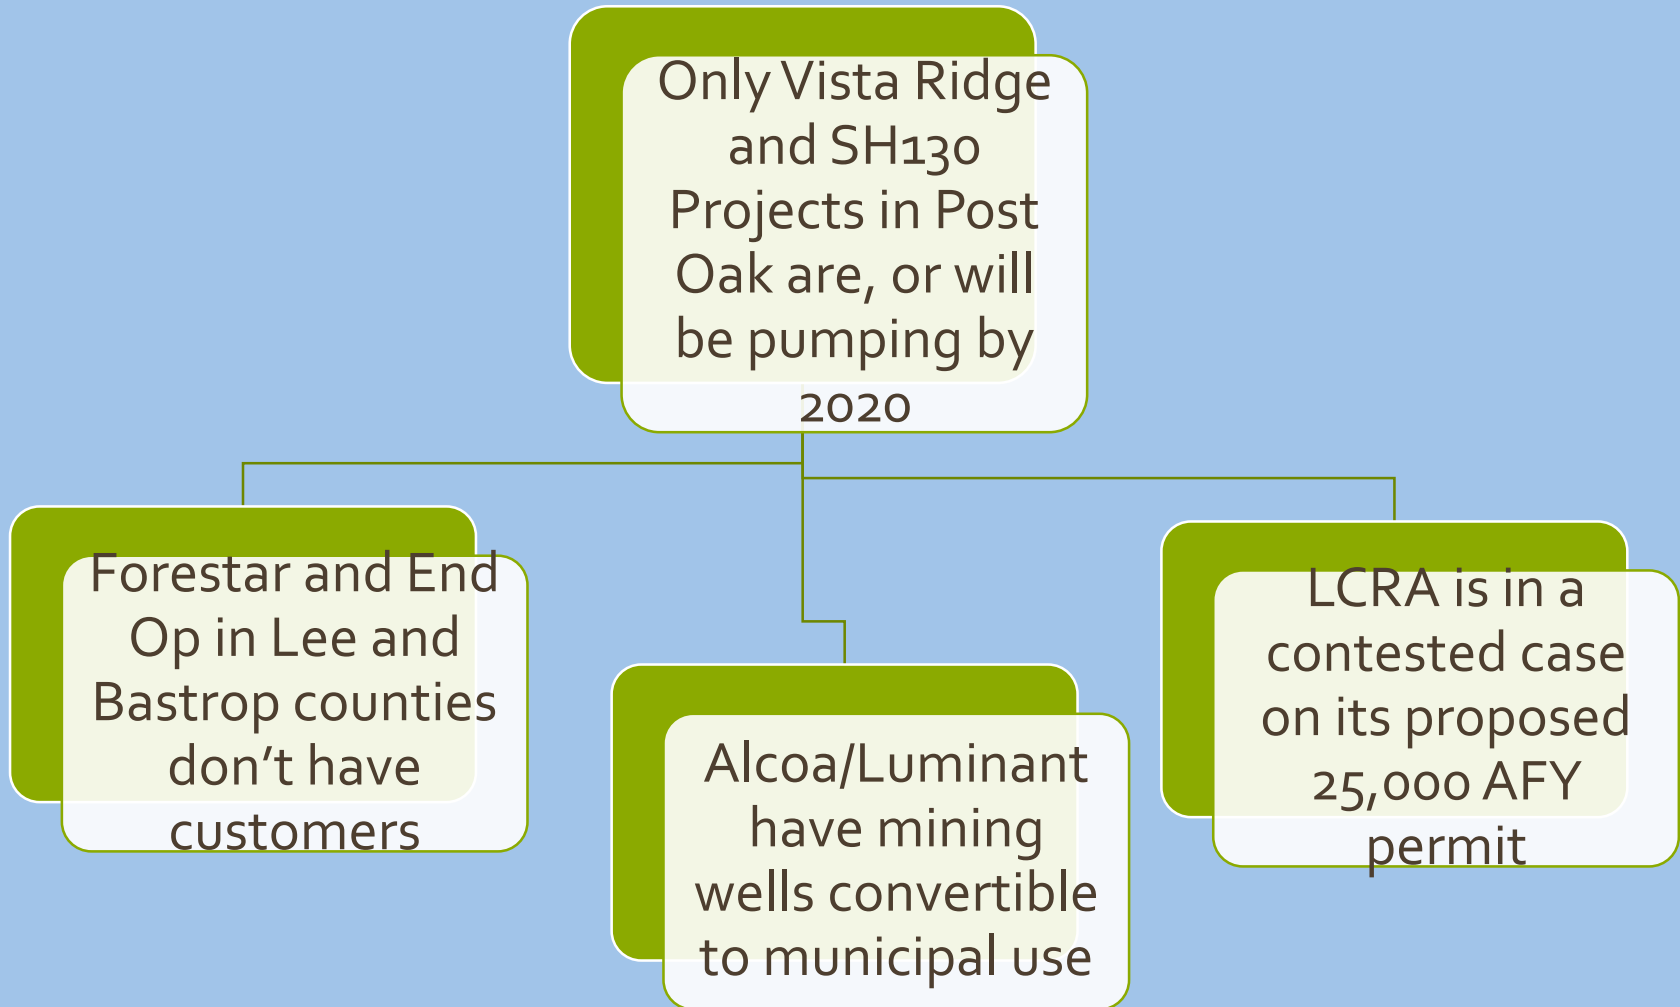 Only Vista Ridge
and SH130
Projects in Post
Oak are, or will
be pumping by
2020
Forestar and End
Op in Lee and
Bastrop counties
don’t have
customers
Alcoa/Luminant
have mining
wells convertible
to municipal use
LCRA is in a
contested case
on its proposed
25,000 AFY
permit